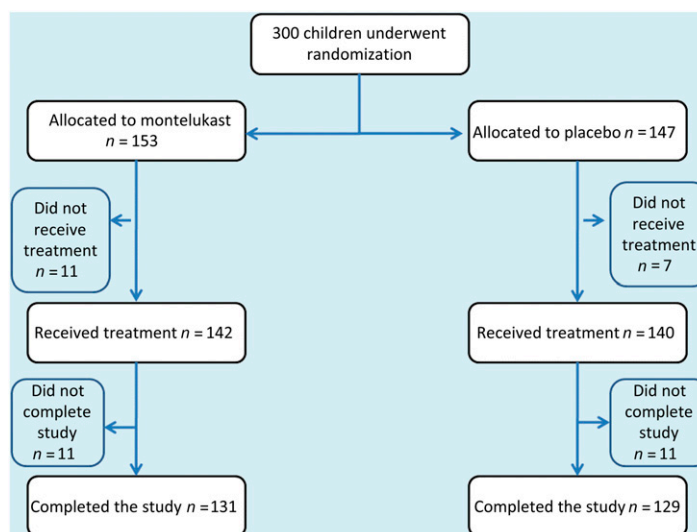 300 children underwent
randomization
Allocated to montelukast
n = 153
Allocated to placebo n = 147
Did not
receive
treatment
n = 11
Did not
receive
treatment
n = 7
Received treatment n = 142
Received treatment n = 140
Did not
complete
study
n = 11
Did not
complete
study
n = 11
Completed the study n = 131
Completed the study n = 129